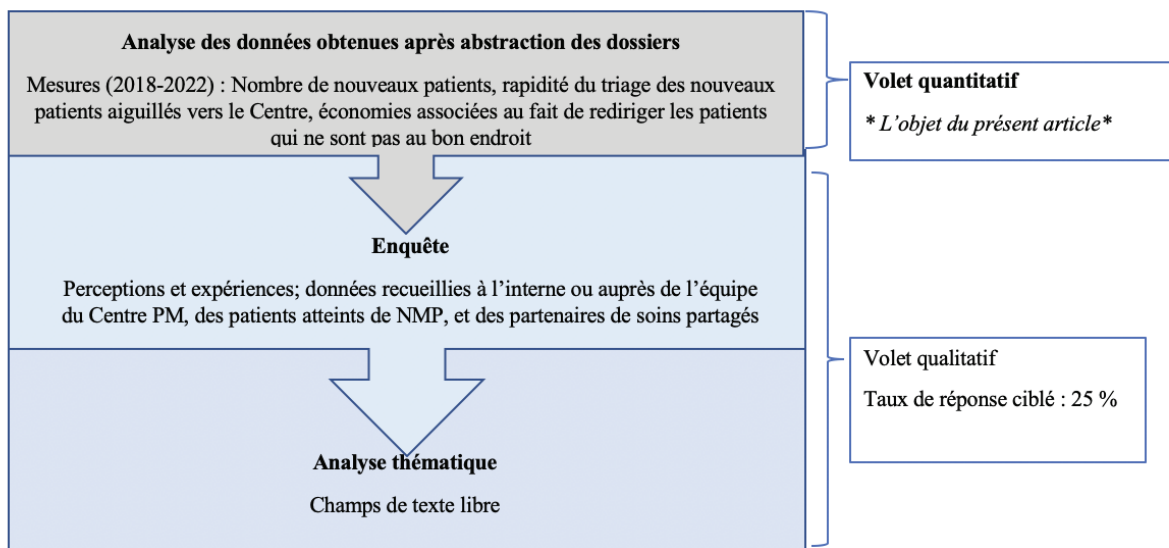 Analyse des données obtenues après abstraction des dossiers
Mesures (2018-2022) : Nombre de nouveaux patients, rapidité du triage des nouveaux
patients aiguillés vers le Centre, économies associées au fait de rediriger les patients
qui ne sont pas au bon endroit
Volet quantitatif
* L’objet du présent article*
Enquête
Perceptions et expériences; données recueillies à l’interne ou auprès de l’équipe
du Centre PM, des patients atteints de NMP, et des partenaires de soins partagés
Volet qualitatif
Taux de réponse ciblé : 25 %
Analyse thématique
Champs de texte libre